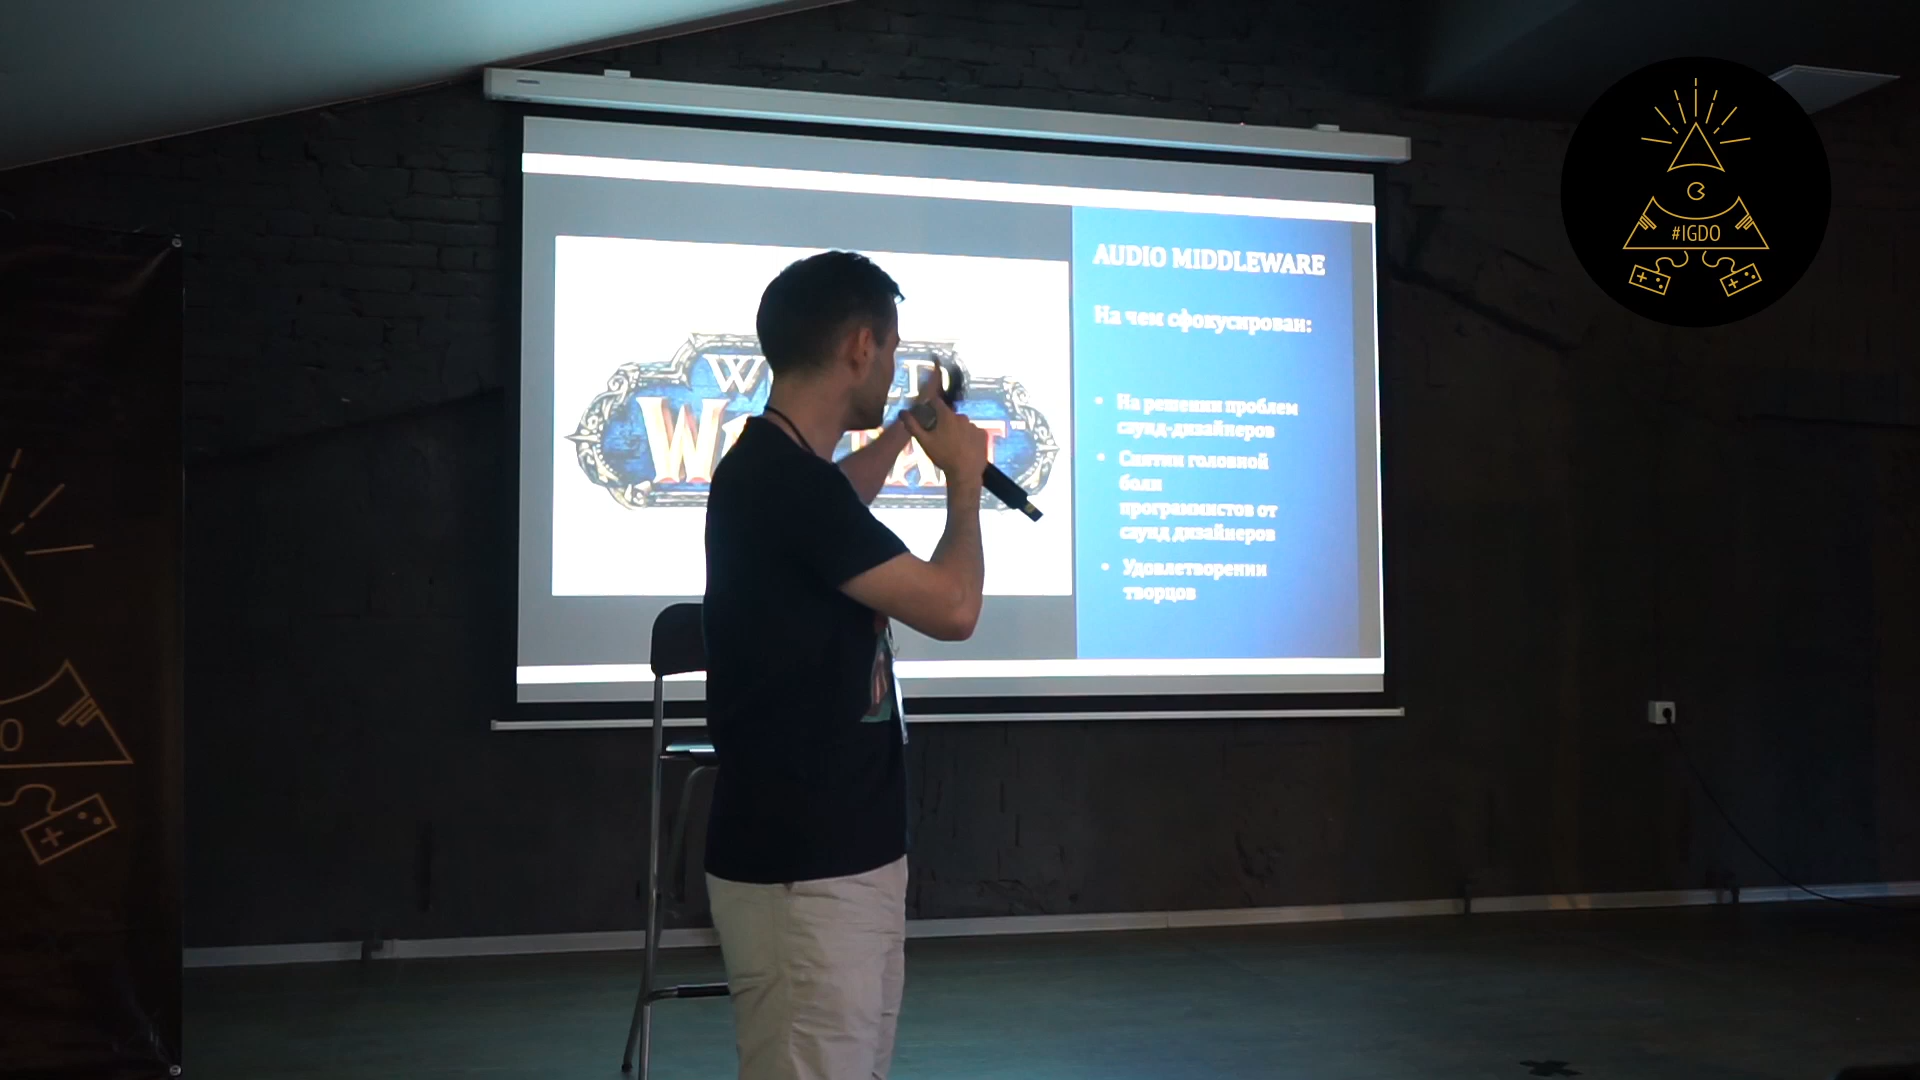 AUDIO MIDDLEWARE
На чем сфокусирован:
• На решении проблем
саунд-дизайнеров
• Снятии головной
боли
программистов от
саунд дизайнеров
• Удовлетворении
творцов
#IGDO